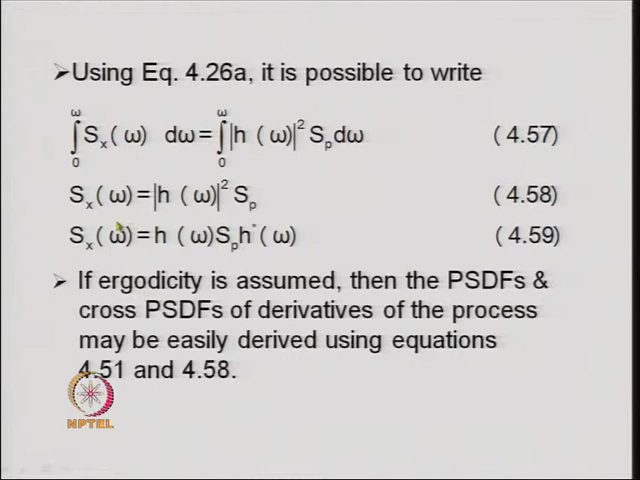 ➢Using Eq. 4.26a, it is possible to write
∫₀^ω Sₓ(ω) dω = ∫₀^ω |h (ω)|² Sₚdω (4.57)
Sₓ(ω)=|h (ω)|² Sₚ (4.58)
Sₓ(ω)=h (ω)Sₚh*(ω) (4.59)
➢ If ergodicity is assumed, then the PSDFs &
cross PSDFs of derivatives of the process
may be easily derived using equations
4.51 and 4.58.
NPTEL